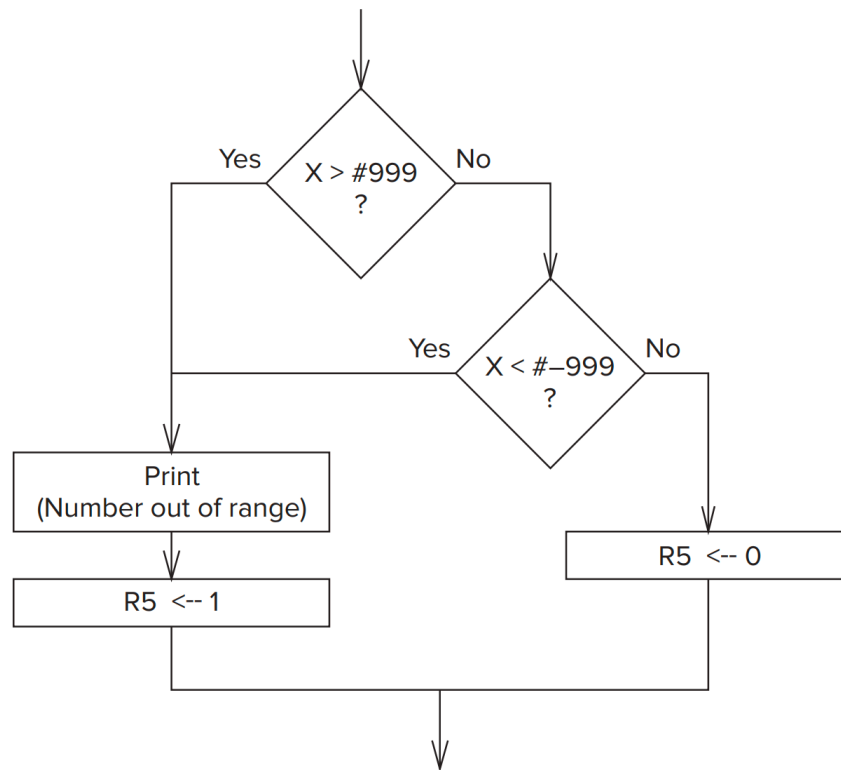 Yes
X > #999
?
No
Yes
X < #–999
?
No
Print
(Number out of range)
R5 <-- 0
R5 <-- 1